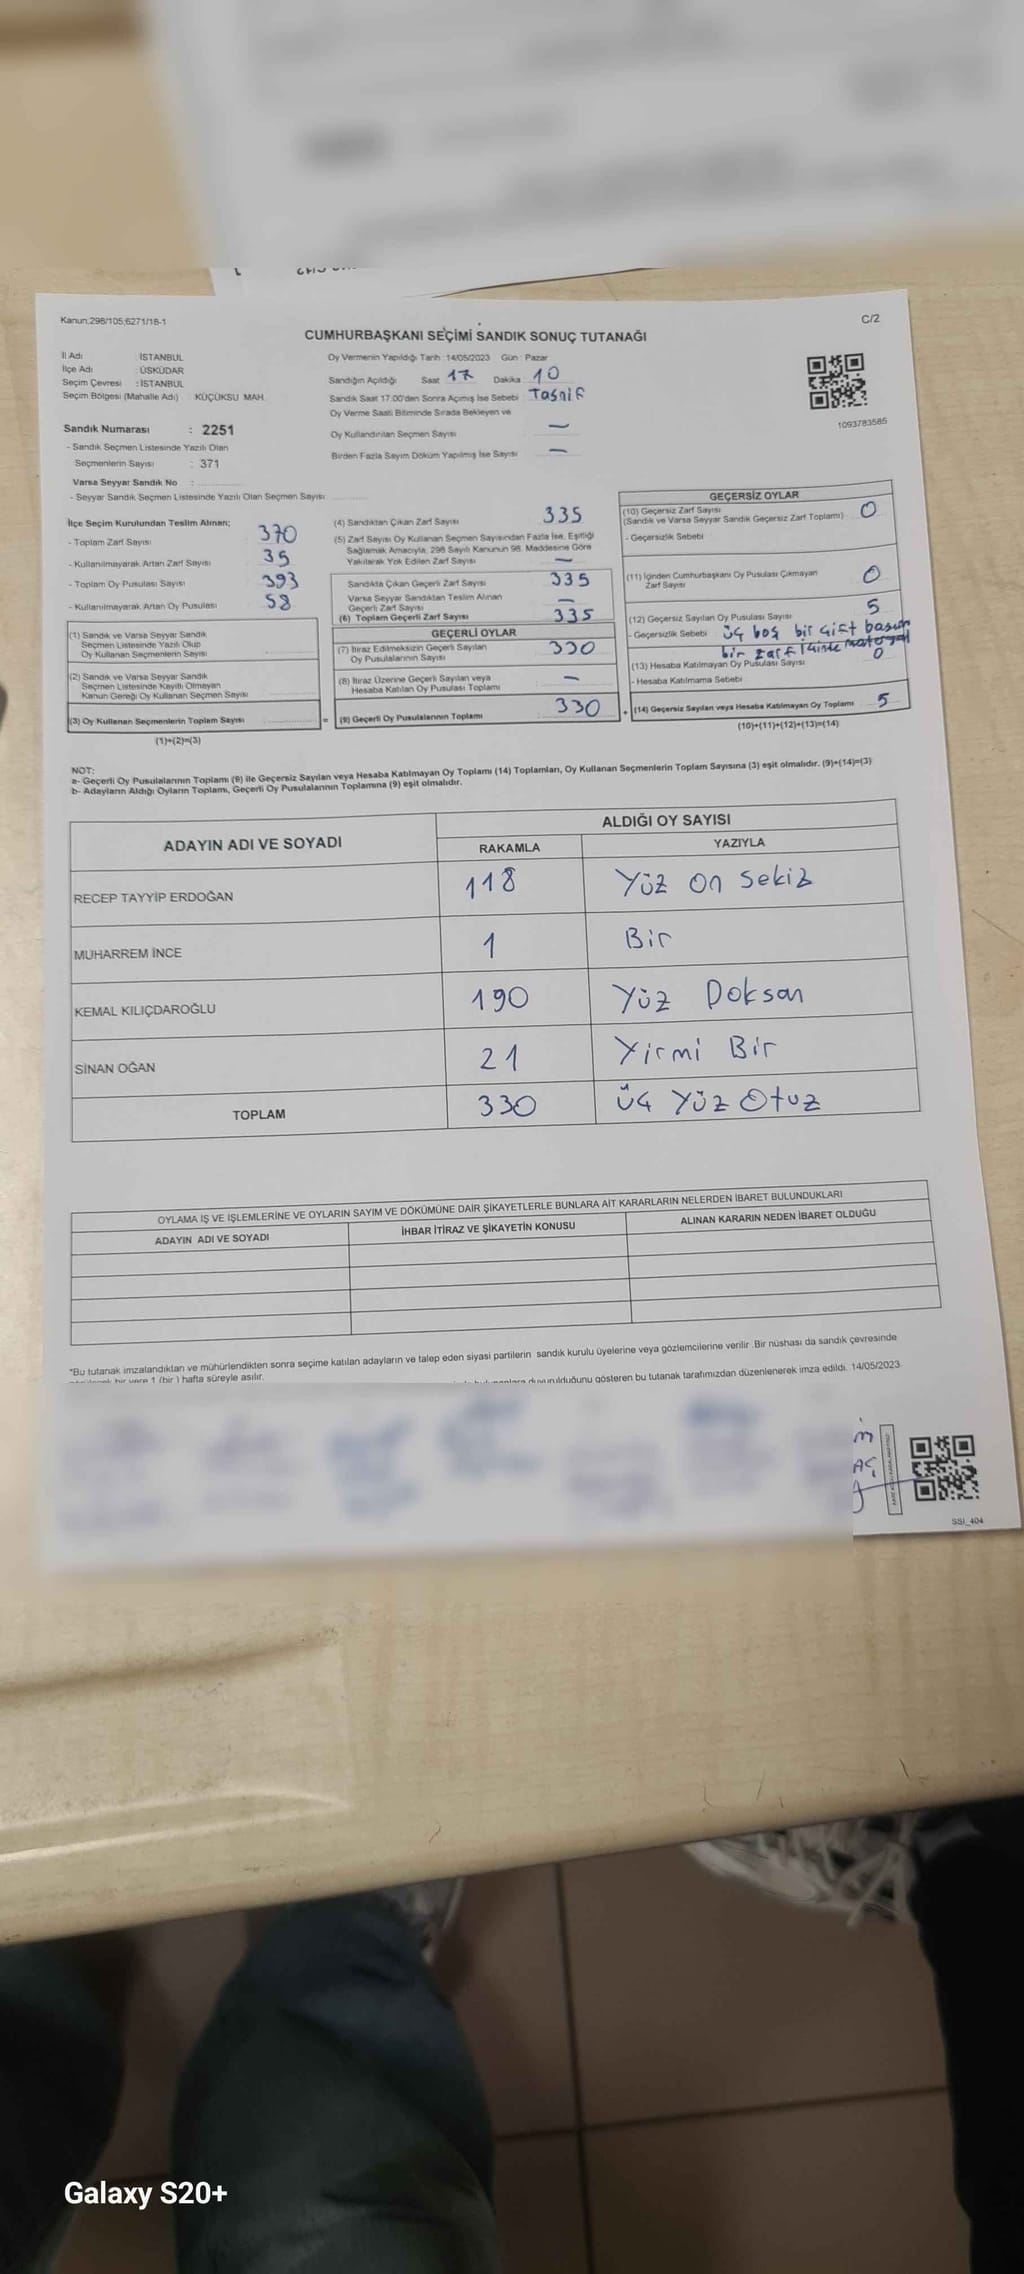 Kanun;298/105;6271/18-1
C/2
CUMHURBAŞKANI SEÇİMİ SANDIK SONUÇ TUTANAĞI
İl Adı : İSTANBUL
İlçe Adı : ÜSKÜDAR
Seçim Çevresi : İSTANBUL
Seçim Bölgesi (Mahalle Adı) KÜÇÜKSU MAH.
Sandık Numarası : 2251
- Sandık Seçmen Listesinde Yazılı Olan
Seçmenlerin Sayısı : 371
Varsa Seyyar Sandık No :
- Seyyar Sandık Seçmen Listesinde Yazılı Olan Seçmen Sayısı
Oy Vermenin Yapıldığı Tarih :14/05/2023 Gün : Pazar
Sandığın Açıldığı Saat 17 Dakika 10
Sandık Saat 17.00'den Sonra Açımış İse Sebebi : Tasnif
Oy Verme Saati Bitiminde Sırada Bekleyen ve
Oy Kullandırılan Seçmen Sayısı —
Birden Fazla Sayım Döküm Yapılmış İse Sayısı —
1093783585
İlçe Seçim Kurulundan Teslim Alınan;
- Toplam Zarf Sayısı 370
- Kullanılmayarak Artan Zarf Sayısı 35
- Toplam Oy Pusulası Sayısı 393
- Kullanılmayarak Artan Oy Pusulası 58
(1) Sandık ve Varsa Seyyar Sandık
Seçmen Listesinde Yazılı Olup
Oy Kullanan Seçmenlerin Sayısı
(2) Sandık ve Varsa Seyyar Sandık
Seçmen Listesinde Kayıtlı Olmayan
Kanun Gereği Oy Kullanan Seçmen Sayısı
(3) Oy Kullanan Seçmenlerin Toplam Sayısı
(1)+(2)=(3)
(4) Sandıktan Çıkan Zarf Sayısı 335
(5) Zarf Sayısı Oy Kullanan Seçmen Sayısından Fazla İse, Eşitliği
Sağlamak Amacıyla, 298 Sayılı Kanunun 98. Maddesine Göre
Yakılarak Yok Edilen Zarf Sayısı —
Sandıkta Çıkan Geçerli Zarf Sayısı 335
Varsa Seyyar Sandıktan Teslim Alınan
Geçerli Zarf Sayısı —
(6) Toplam Geçerli Zarf Sayısı 335
GEÇERLİ OYLAR
(7) İtiraz Edilmeksizin Geçerli Sayılan
Oy Pusulalarının Sayısı 330
(8) İtiraz Üzerine Geçerli Sayılan veya
Hesaba Katılan Oy Pusulası Toplamı —
= (9) Geçerli Oy Pusulalarının Toplamı 330
GEÇERSİZ OYLAR
(10) Geçersiz Zarf Sayısı 0
(Sandık ve Varsa Seyyar Sandık Geçersiz Zarf Toplamı)
- Geçersizlik Sebebi
(11) İçinden Cumhurbaşkanı Oy Pusulası Çıkmayan
Zarf Sayısı 0
(12) Geçersiz Sayılan Oy Pusulası Sayısı 5
- Geçersizlik Sebebi üç boş bir çift basım
bir zarf içinde
(13) Hesaba Katılmayan Oy Pusulası Sayısı 0
- Hesaba Katılmama Sebebi
+ (14) Geçersiz Sayılan veya Hesaba Katılmayan Oy Toplamı 5
(10)+(11)+(12)+(13)=(14)
NOT:
a- Geçerli Oy Pusulalarının Toplamı (9) ile Geçersiz Sayılan veya Hesaba Katılmayan Oy Toplamı (14) Toplamları, Oy Kullanan Seçmenlerin Toplam Sayısına (3) eşit olmalıdır. (9)+(14)=(3)
b- Adayların Aldığı Oyların Toplamı, Geçerli Oy Pusulalarının Toplamına (9) eşit olmalıdır.
ADAYIN ADI VE SOYADI
ALDIĞI OY SAYISI
RAKAMLA YAZIYLA
RECEP TAYYİP ERDOĞAN 118 Yüz On Sekiz
MUHARREM İNCE 1 Bir
KEMAL KILIÇDAROĞLU 190 Yüz Doksan
SİNAN OĞAN 21 Yirmi Bir
TOPLAM 330 Üç Yüz Otuz
OYLAMA İŞ VE İŞLEMLERİNE VE OYLARIN SAYIM VE DÖKÜMÜNE DAİR ŞİKAYETLERLE BUNLARA AİT KARARLARIN NELERDEN İBARET BULUNDUKLARI
ADAYIN ADI VE SOYADI İHBAR İTİRAZ VE ŞİKAYETİN KONUSU ALINAN KARARIN NEDEN İBARET OLDUĞU
"Bu tutanak imzalandıktan ve mühürlendikten sonra seçime katılan adayların ve talep eden siyasi partilerin sandık kurulu üyelerine veya gözlemcilerine verilir .Bir nüshası da sandık çevresinde
bir yere 1 (bir ) hafta süreyle asılır.
duyurulduğunu gösteren bu tutanak tarafımızdan düzenlenerek imza edildi. 14/05/2023
SSI_404
Galaxy S20+